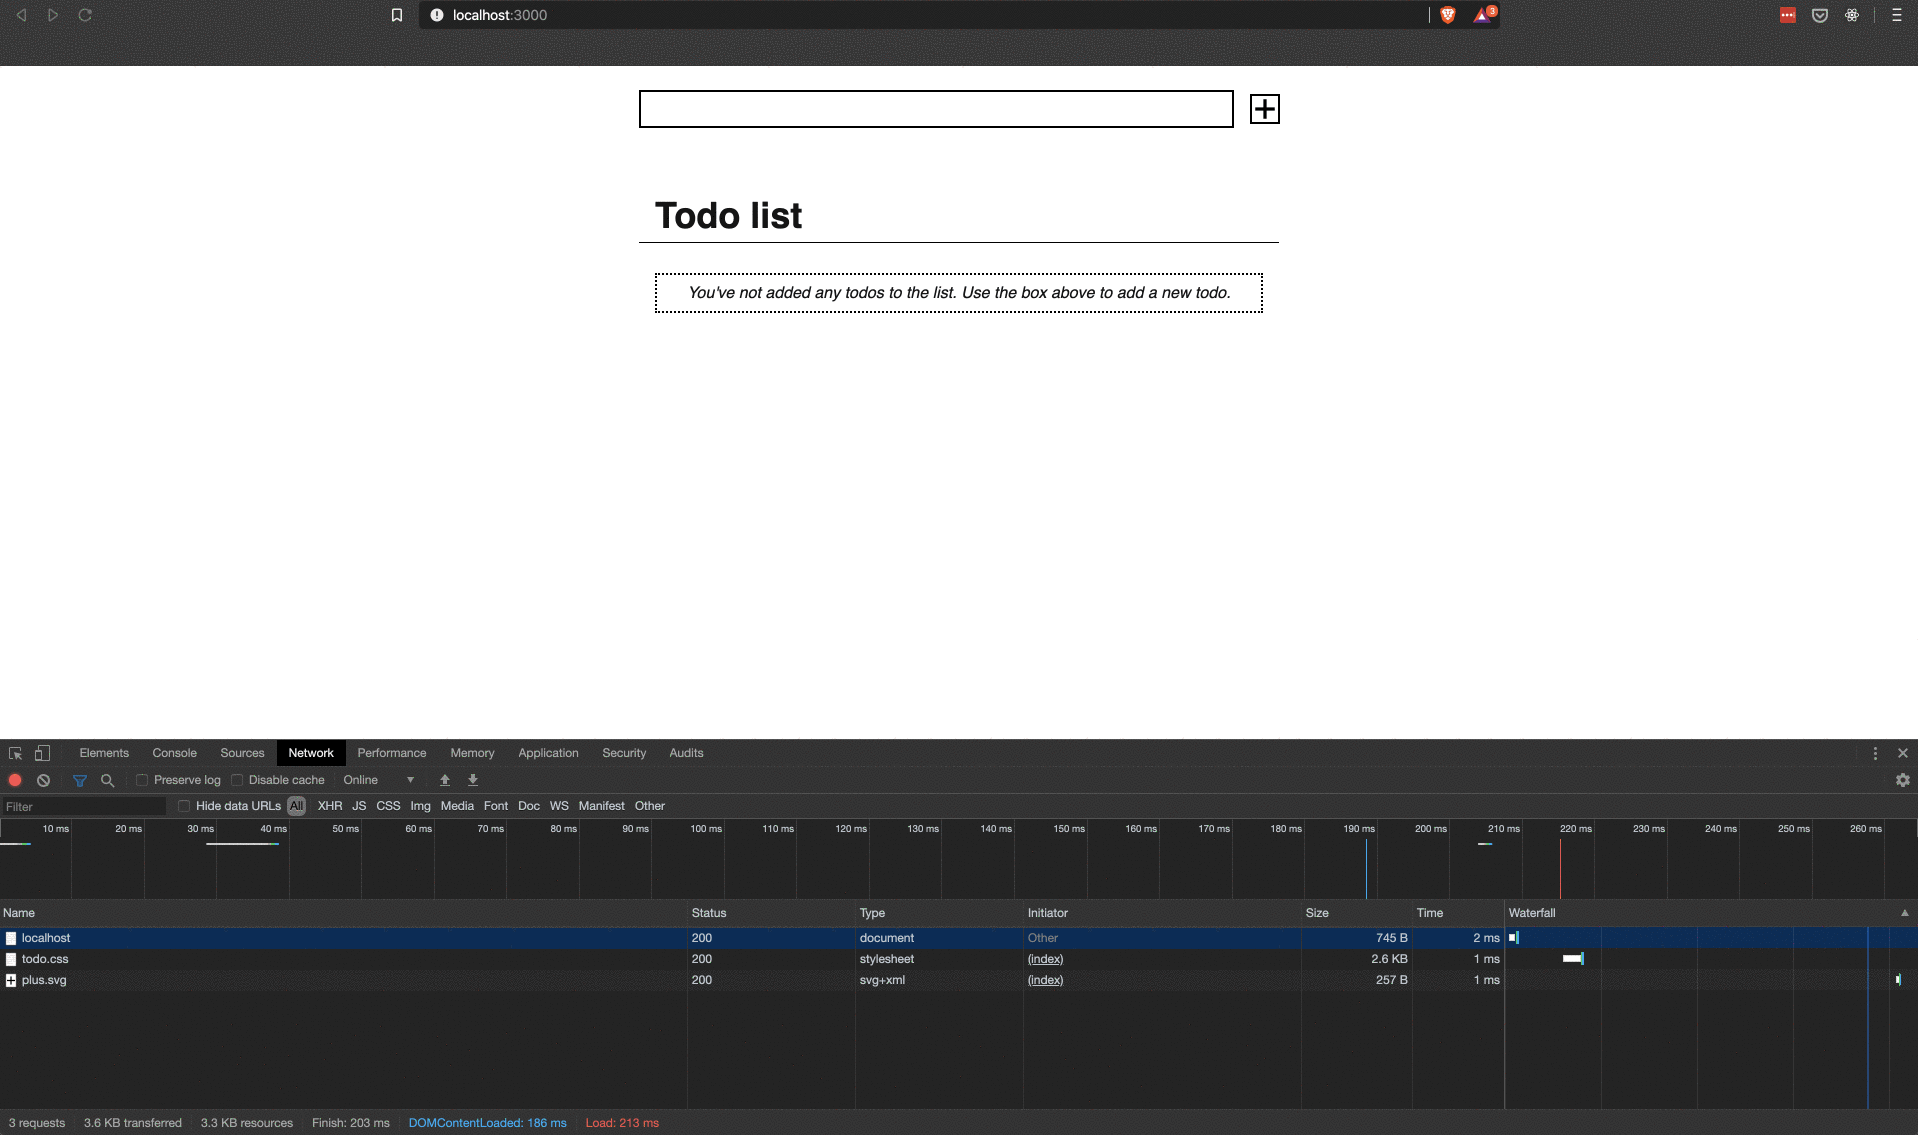 localhost:3000
3
Todo list
You've not added any todos to the list. Use the box above to add a new todo.
Elements Console Sources Network Performance Memory Application Security Audits
Preserve log Disable cache Online
Filter Hide data URLs All XHR JS CSS Img Media Font Doc WS Manifest Other
10 ms 20 ms 30 ms 40 ms 50 ms 60 ms 70 ms 80 ms 90 ms 100 ms 110 ms 120 ms 130 ms 140 ms 150 ms 160 ms 170 ms 180 ms 190 ms 200 ms 210 ms 220 ms 230 ms 240 ms 250 ms 260 ms
Name Status Type Initiator Size Time Waterfall
localhost 200 document Other 745 B 2 ms
todo.css 200 stylesheet (index) 2.6 KB 1 ms
plus.svg 200 svg+xml (index) 257 B 1 ms
3 requests 3.6 KB transferred 3.3 KB resources Finish: 203 ms DOMContentLoaded: 186 ms Load: 213 ms